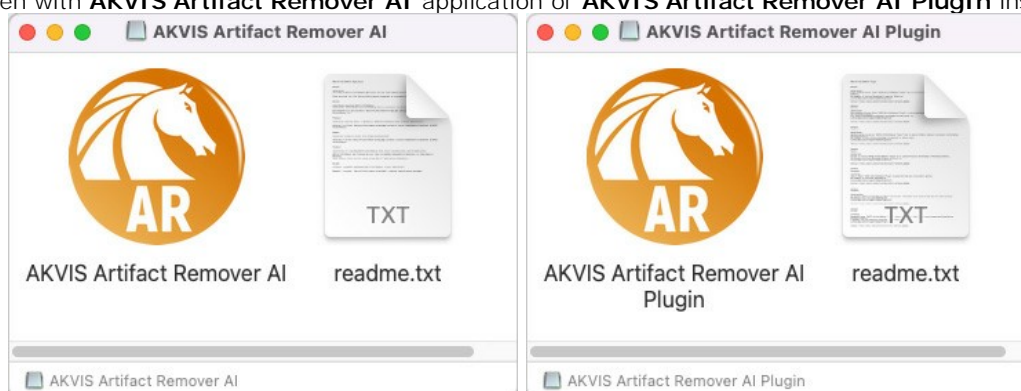 en with AKVIS Artifact Remover AI application or AKVIS Artifact Remover AI Plugin ins
AKVIS Artifact Remover AI
AR
TXT
AKVIS Artifact Remover AI
readme.txt
AKVIS Artifact Remover AI
AKVIS Artifact Remover AI Plugin
AR
TXT
AKVIS Artifact Remover AI
Plugin
readme.txt
AKVIS Artifact Remover AI Plugin